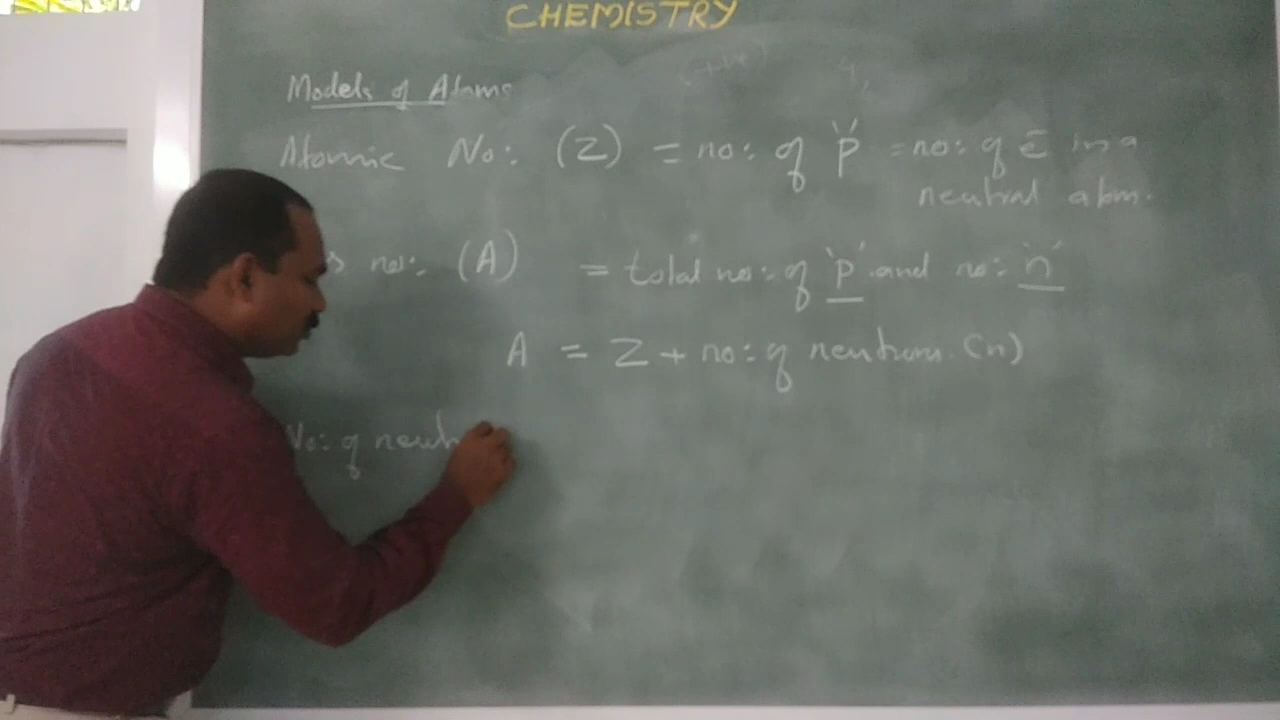 CHEMISTRY
Models of Atoms
Atomic No: (Z) = no: of 'p' = no: of ē in a
neutral atom.
s no:. (A) = total no: of 'p' and no: 'n'
A = Z + no: of neutrons. (n)
No: of neutr